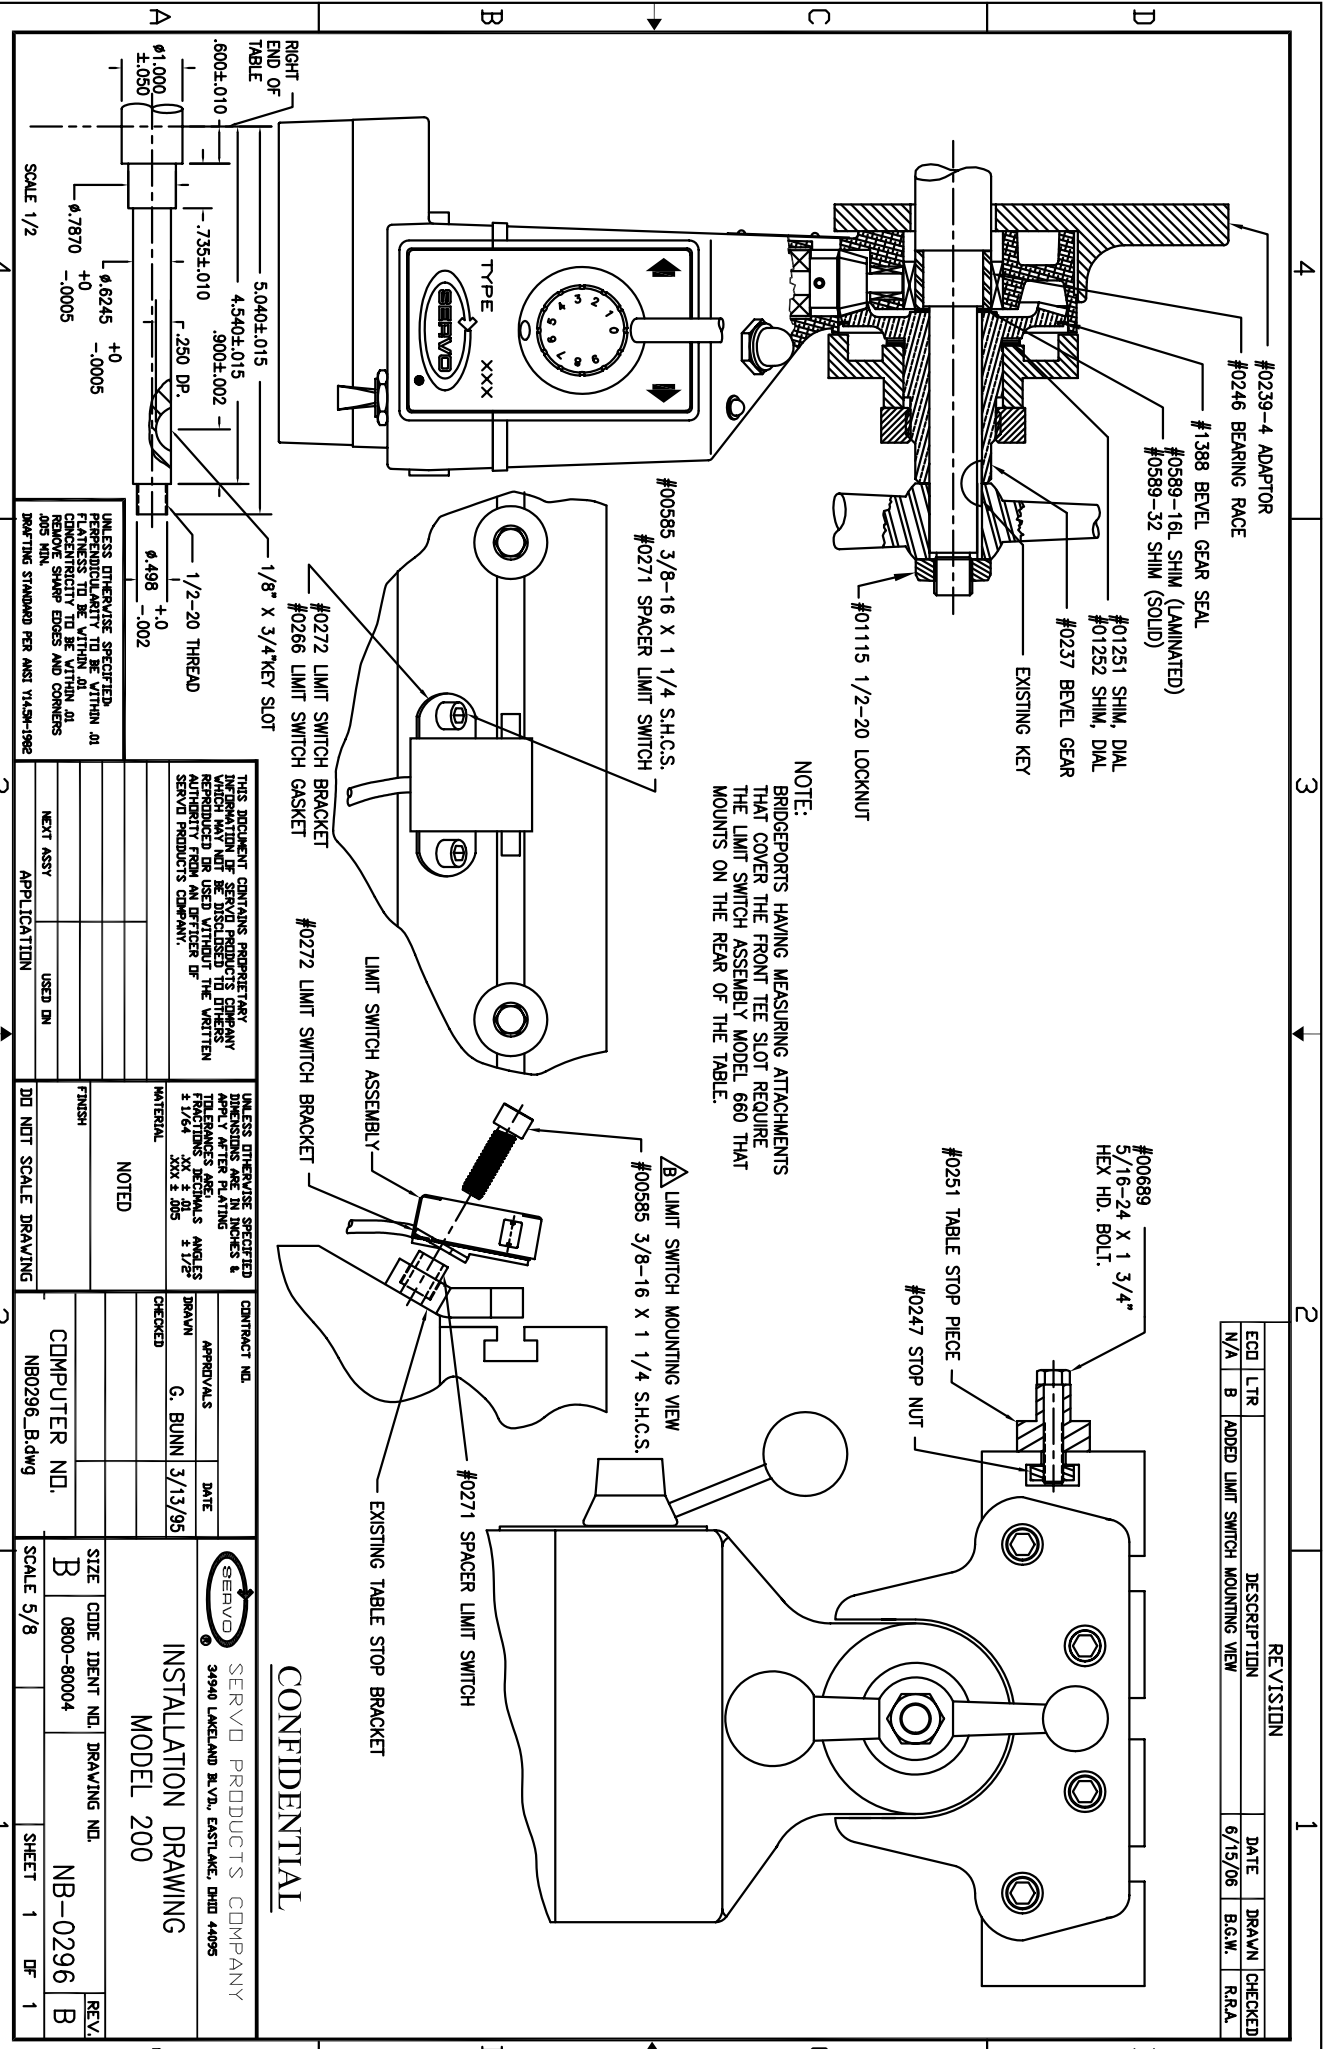 4
3
2
1
D
C
B
A
REVISION
ECO LTR DESCRIPTION DATE DRAWN CHECKED
N/A B ADDED LIMIT SWITCH MOUNTING VIEW 6/15/06 B.G.W. R.R.A.
#0239-4 ADAPTOR
#0246 BEARING RACE
#1388 BEVEL GEAR SEAL
#0589-16L SHIM (LAMINATED)
#0589-32 SHIM (SOLID)
#01251 SHIM, DIAL
#01252 SHIM, DIAL
#0237 BEVEL GEAR
EXISTING KEY
#01115 1/2-20 LOCKNUT
NOTE:
BRIDGEPORTS HAVING MEASURING ATTACHMENTS
THAT COVER THE FRONT TEE SLOT REQUIRE
THE LIMIT SWITCH ASSEMBLY MODEL 660 THAT
MOUNTS ON THE REAR OF THE TABLE.
#00689
5/16-24 X 1 3/4"
HEX HD. BOLT.
#0251 TABLE STOP PIECE
#0247 STOP NUT
0 1 2 3 4 5 6 7 8 9
TYPE XXX
SERVO
#00585 3/8-16 X 1 1/4 S.H.C.S.
#0271 SPACER LIMIT SWITCH
#0272 LIMIT SWITCH BRACKET
#0266 LIMIT SWITCH GASKET
B LIMIT SWITCH MOUNTING VIEW
#00585 3/8-16 X 1 1/4 S.H.C.S.
LIMIT SWITCH ASSEMBLY
#0272 LIMIT SWITCH BRACKET
#0271 SPACER LIMIT SWITCH
EXISTING TABLE STOP BRACKET
RIGHT
END OF
TABLE
5.040±.015
4.540±.015
.600±.010
.900±.002
.735±.010
.250 DP.
ø1.000
±.050
ø.7870 +0
-.0005
ø.6245 +0
-.0005
1/8" X 3/4"KEY SLOT
1/2-20 THREAD
ø.498 +.0
-.002
SCALE 1/2
CONFIDENTIAL
UNLESS OTHERWISE SPECIFIED:
PERPENDICULARITY TO BE WITHIN .01
FLATNESS TO BE WITHIN .01
CONCENTRICITY TO BE WITHIN .01
REMOVE SHARP EDGES AND CORNERS
.005 MIN.
DRAFTING STANDARD PER ANSI Y14.5M-1982
THIS DOCUMENT CONTAINS PROPRIETARY
INFORMATION OF SERVO PRODUCTS COMPANY
WHICH MAY NOT BE DISCLOSED TO OTHERS
REPRODUCED OR USED WITHOUT THE WRITTEN
AUTHORITY FROM AN OFFICER OF
SERVO PRODUCTS COMPANY.
NEXT ASSY USED ON
APPLICATION
UNLESS OTHERWISE SPECIFIED
DIMENSIONS ARE IN INCHES &
APPLY AFTER PLATING
TOLERANCES ARE:
FRACTIONS DECIMALS ANGLES
± 1/64 .XX ± .01 ± 1/2°
.XXX ± .005
MATERIAL
NOTED
FINISH
DO NOT SCALE DRAWING
CONTRACT NO.
APPROVALS DATE
DRAWN G. BUNN 3/13/95
CHECKED
COMPUTER NO.
NB0296_B.dwg
SERVO ®
SERVO PRODUCTS COMPANY
34940 LAKELAND BLVD., EASTLAKE, OHIO 44095
INSTALLATION DRAWING
MODEL 200
SIZE CODE IDENT NO. DRAWING NO. REV.
B 0800-80004 NB-0296 B
SCALE 5/8 SHEET 1 OF 1